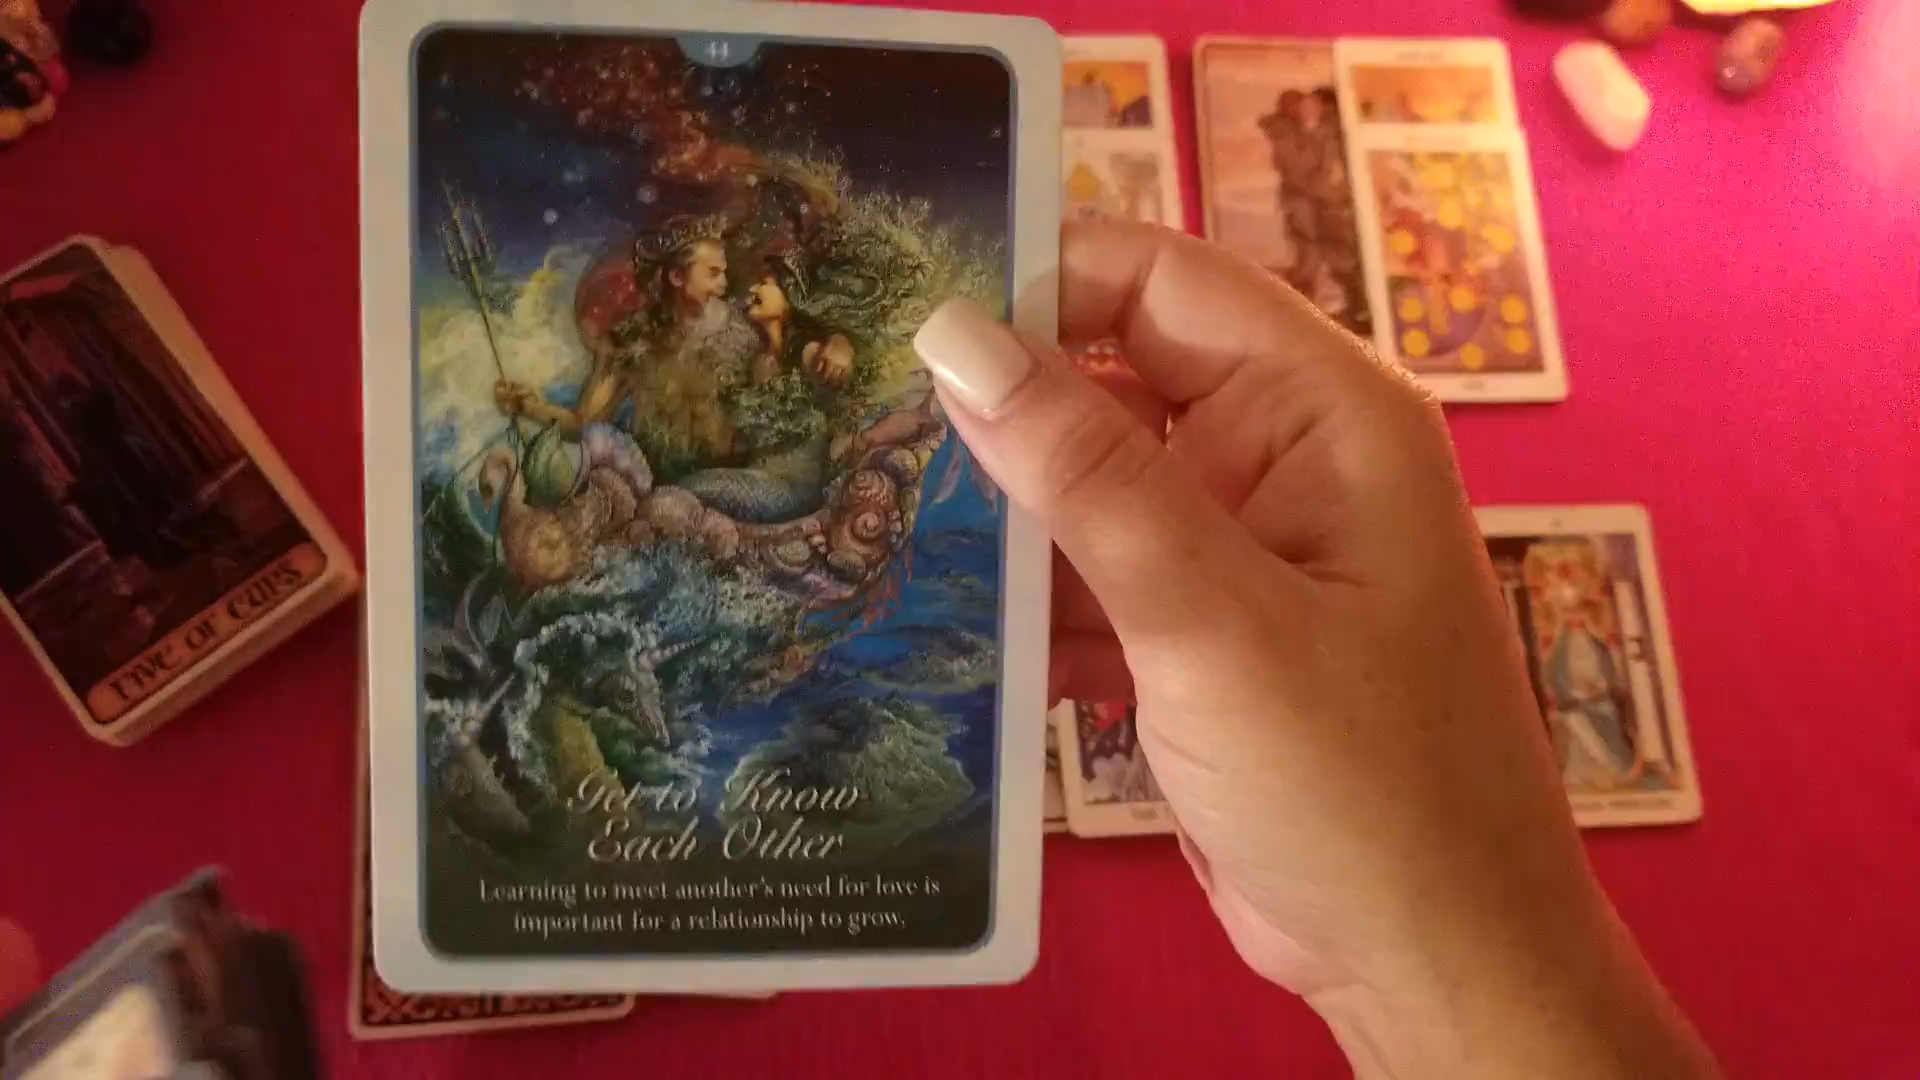 44
Get to Know
Each Other
Learning to meet another's need for love is
important for a relationship to grow.
FIVE OF CUPS